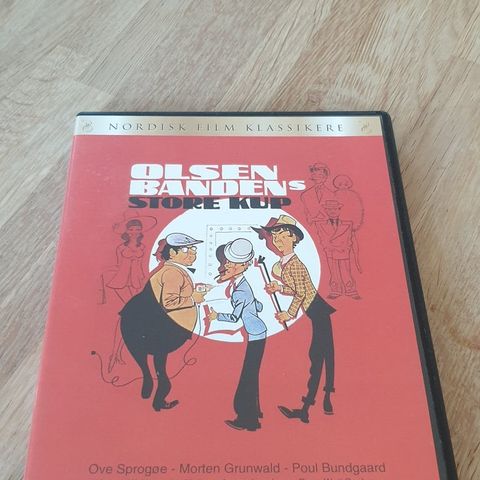 NORDISK FILM KLASSIKERE
OLSEN
BANDENS
STORE KUP
Ove Sprogøe - Morten Grunwald - Poul Bundgaard